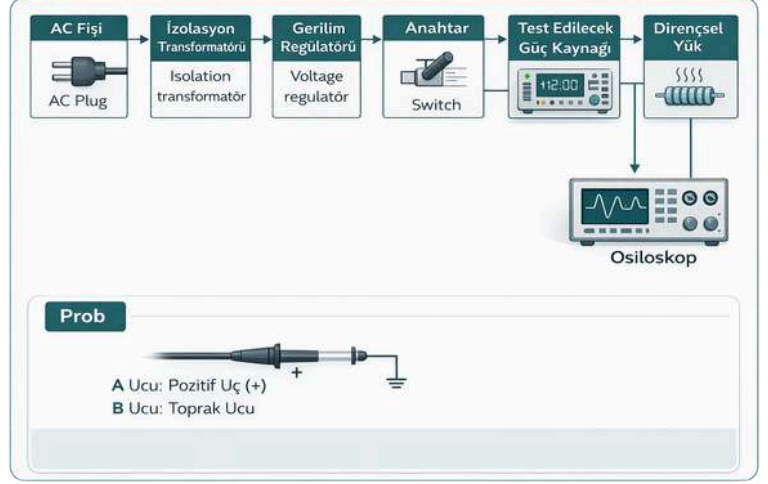 AC Fişi
AC Plug
İzolasyon
Transformatörü
Isolation
transformatör
Gerilim
Regülatörü
Voltage
regulatör
Anahtar
Switch
Test Edilecek
Güç Kaynağı
+12:00
Dirençsel
Yük
Osiloskop
Prob
+
A Ucu: Pozitif Uç (+)
B Ucu: Toprak Ucu